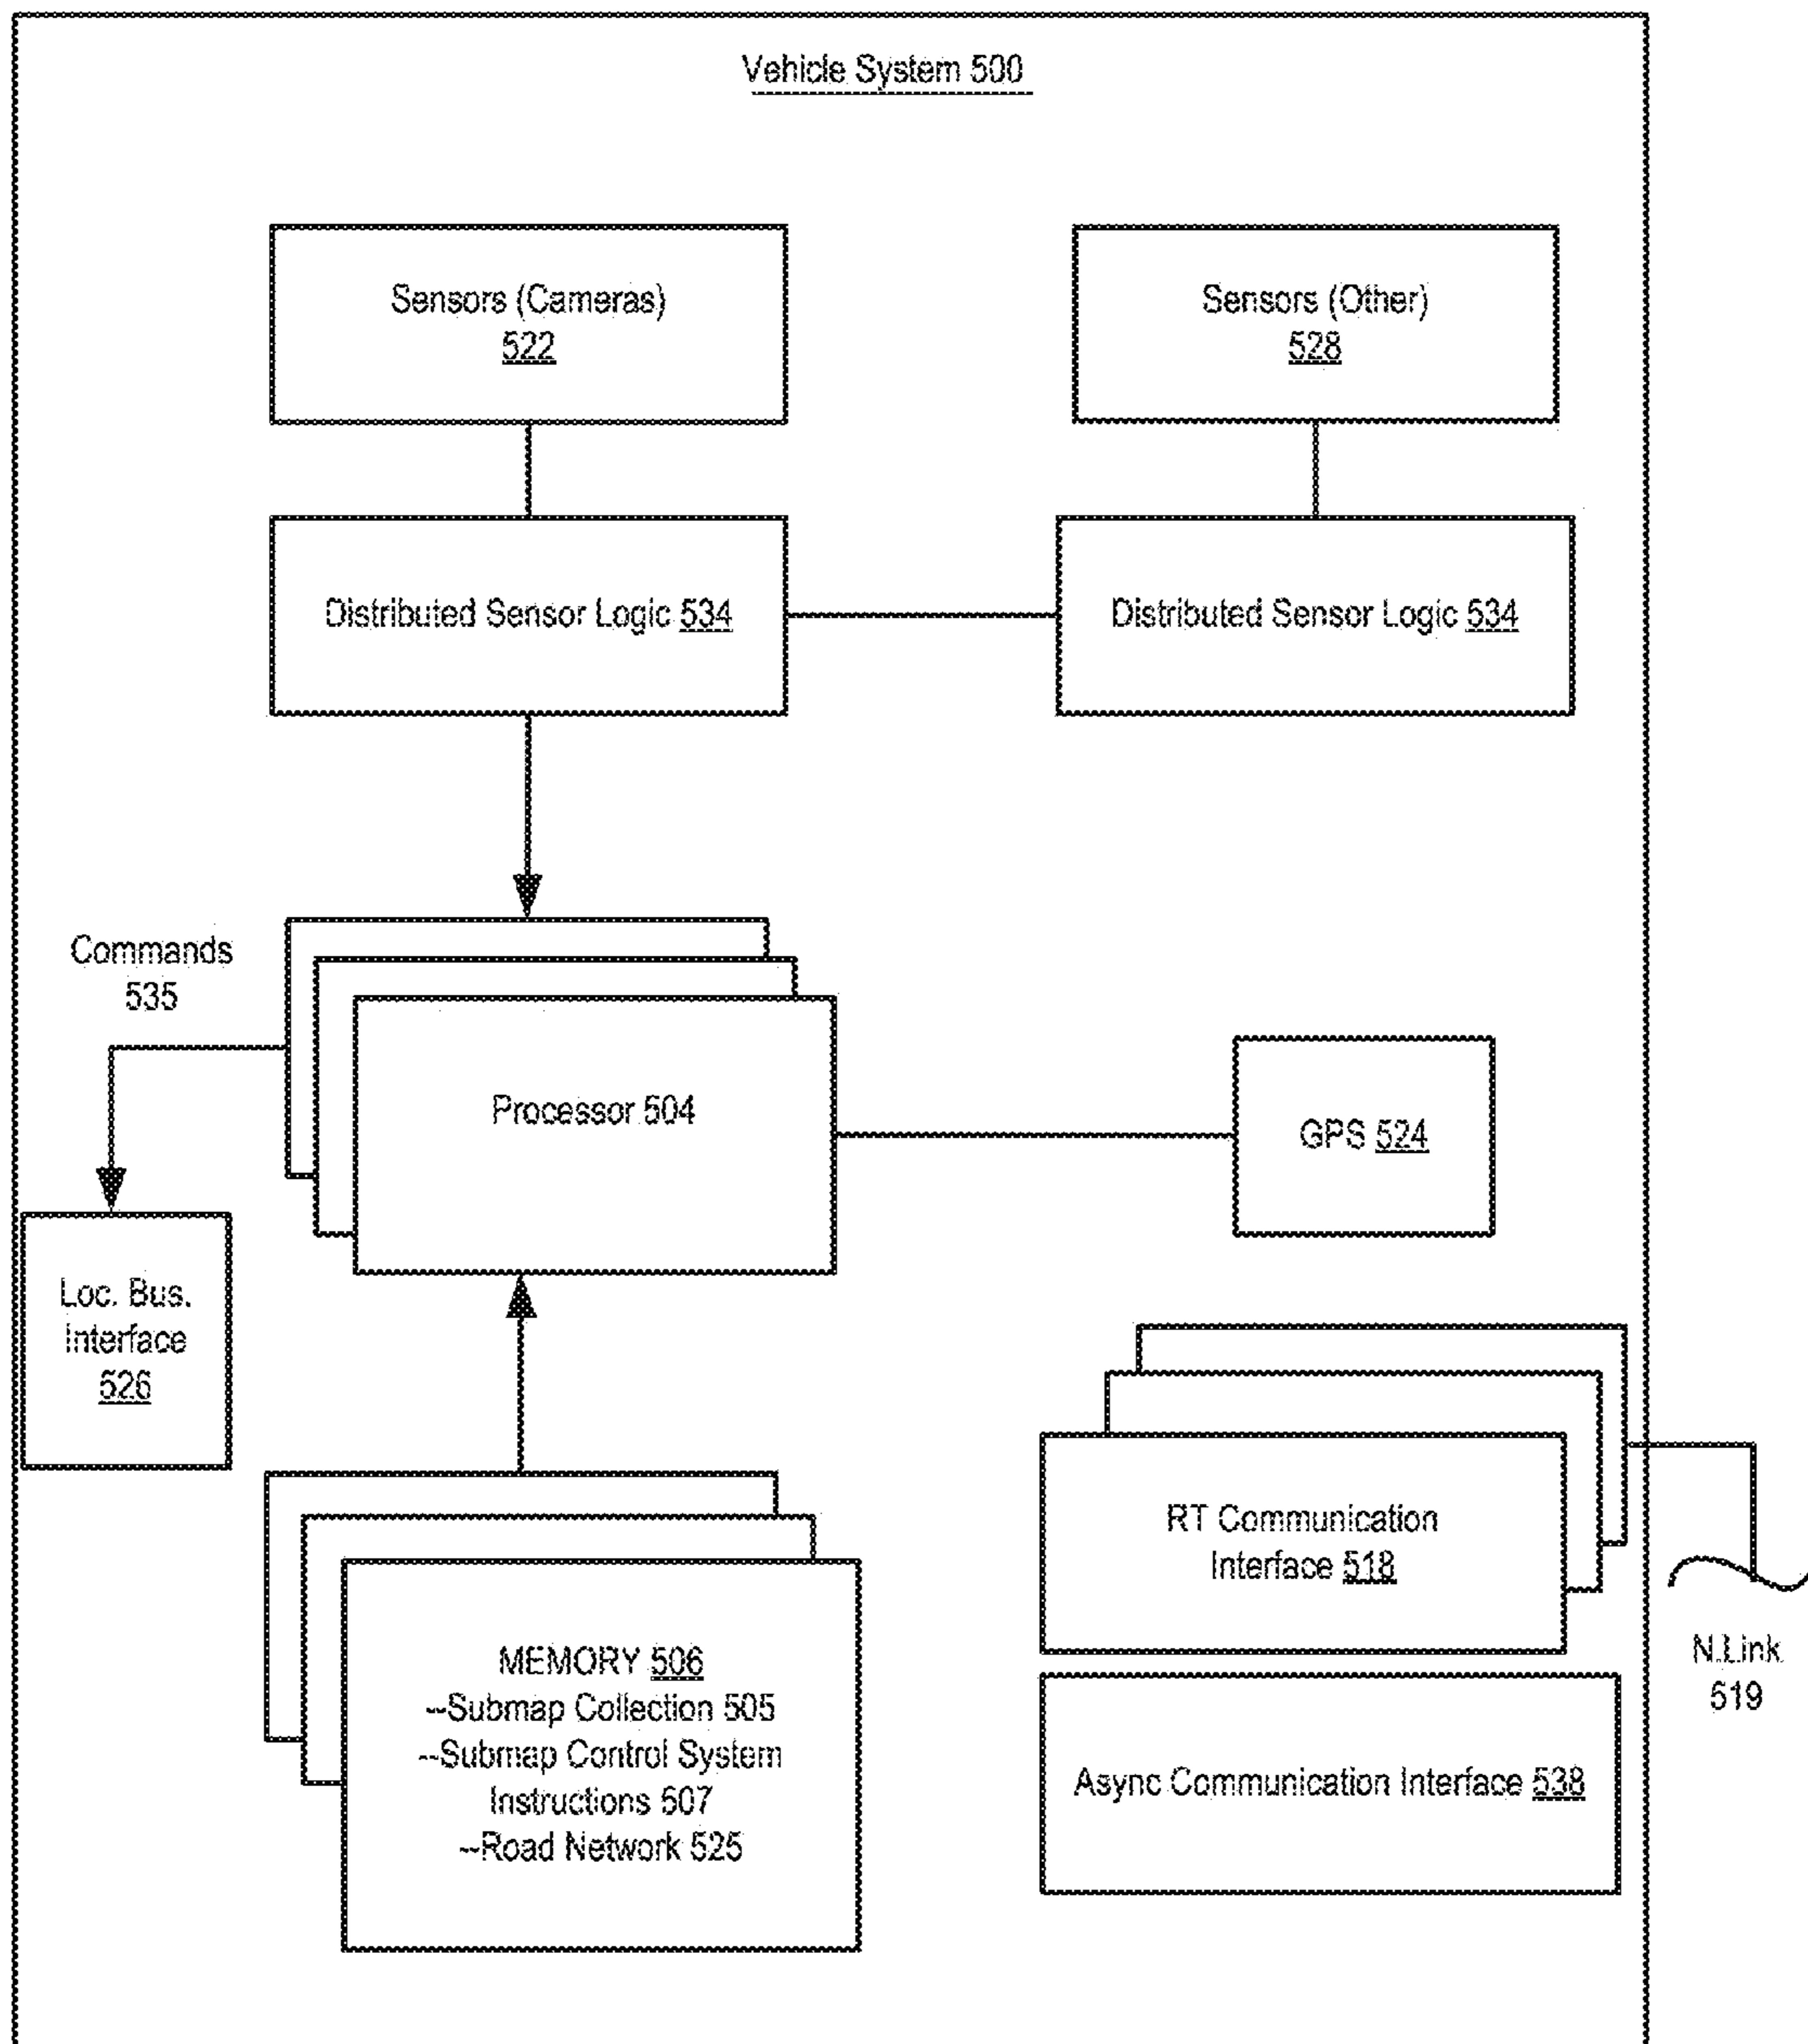 Vehicle System 500
Sensors (Cameras)
522
Sensors (Other)
528
Distributed Sensor Logic 534
Distributed Sensor Logic 534
Commands
535
Processor 504
GPS 524
Loc. Bus.
Interface
526
RT Communication
Interface 518
N.Link
519
MEMORY 506
--Submap Collection 505
--Submap Control System
Instructions 507
--Road Network 525
Async Communication Interface 538